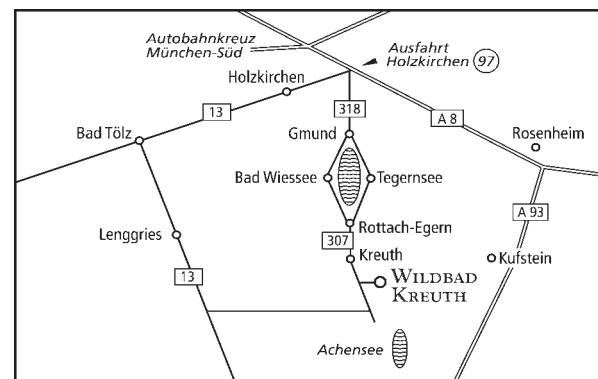 Autobahnkreuz
München-Süd
Ausfahrt
Holzkirchen 97
Holzkirchen
13
318
A 8
Gmund
Rosenheim
Bad Tölz
Bad Wiessee
Tegernsee
A 93
Rottach-Egern
Lenggries
307
Kreuth
Kufstein
13
WILDBAD
KREUTH
Achensee